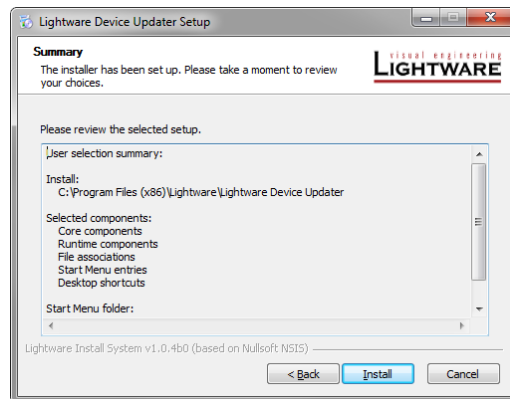 Lightware Device Updater Setup
Summary
The installer has been set up. Please take a moment to review
your choices.
visual engineering
LIGHTWARE
Please review the selected setup.
User selection summary:
Install:
C:\Program Files (x86)\Lightware\Lightware Device Updater
Selected components:
Core components
Runtime components
File associations
Start Menu entries
Desktop shortcuts
Start Menu folder:
Lightware Install System v1.0.4b0 (based on Nullsoft NSIS)
< Back
Install
Cancel